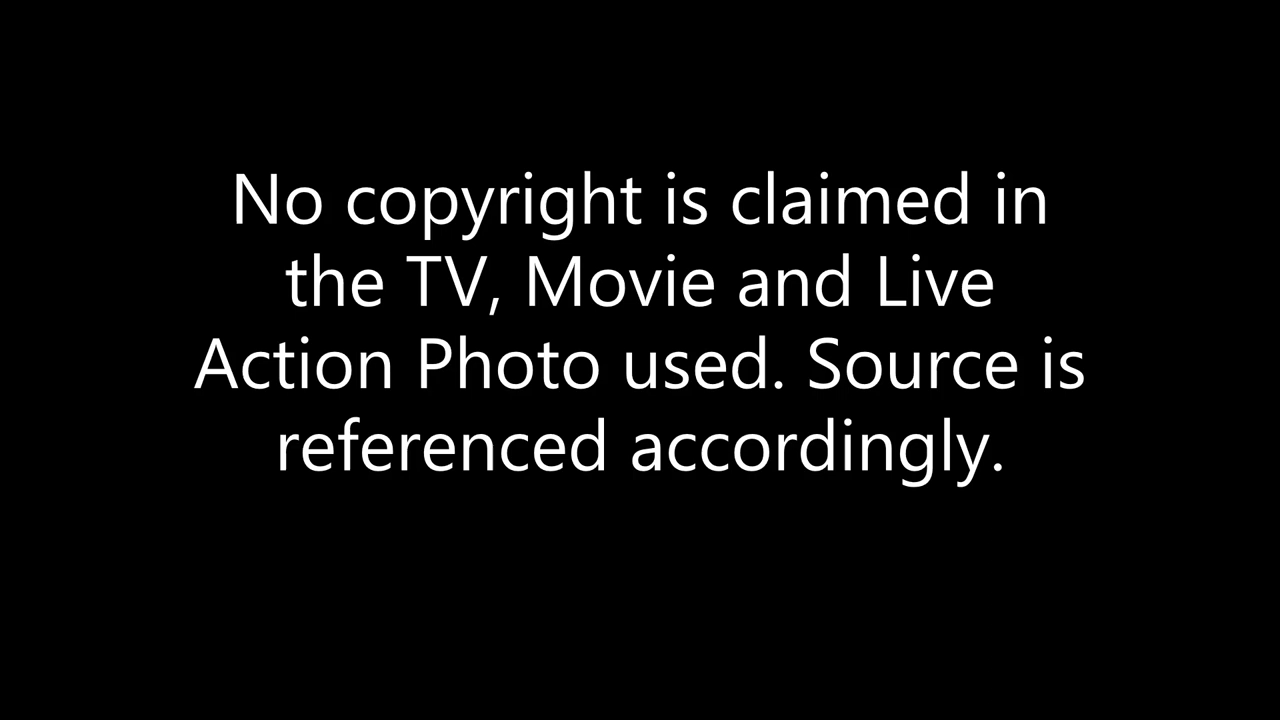 No copyright is claimed in
the TV, Movie and Live
Action Photo used. Source is
referenced accordingly.